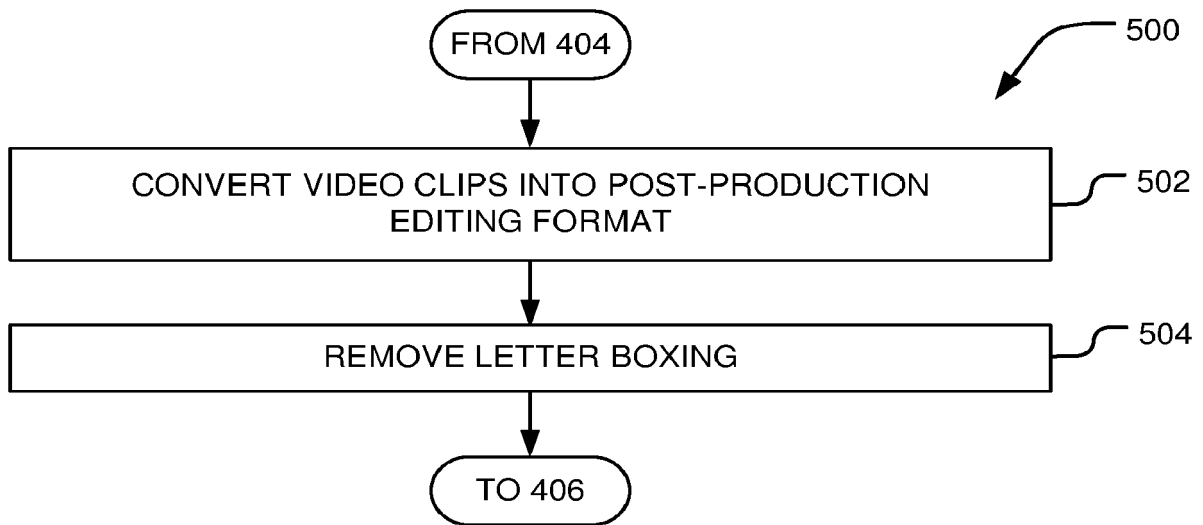 FROM 404
500
CONVERT VIDEO CLIPS INTO POST-PRODUCTION
EDITING FORMAT
502
REMOVE LETTER BOXING
504
TO 406